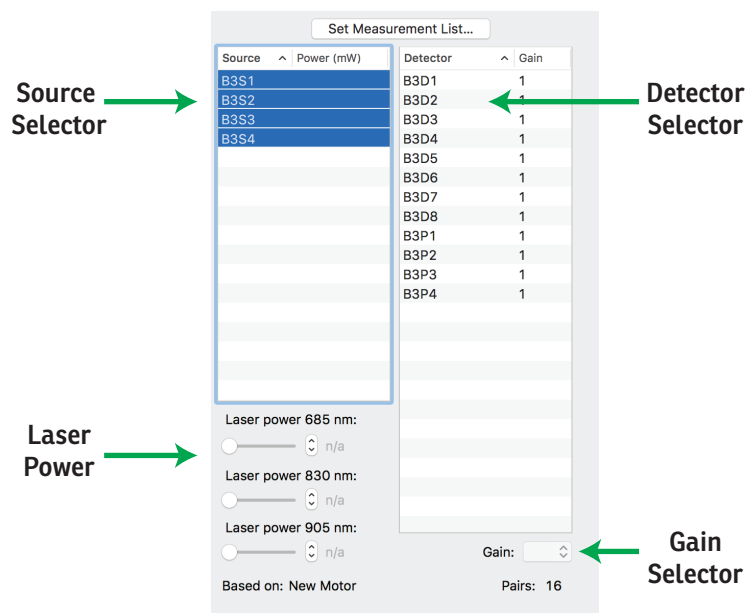 Set Measurement List...
Source Power (mW)
B3S1
B3S2
B3S3
B3S4
Detector Gain
B3D1 1
B3D2 1
B3D3 1
B3D4 1
B3D5 1
B3D6 1
B3D7 1
B3D8 1
B3P1 1
B3P2 1
B3P3 1
B3P4 1
Source
Selector
Detector
Selector
Laser
Power
Laser power 685 nm:
n/a
Laser power 830 nm:
n/a
Laser power 905 nm:
n/a
Gain:
Gain
Selector
Based on: New Motor
Pairs: 16